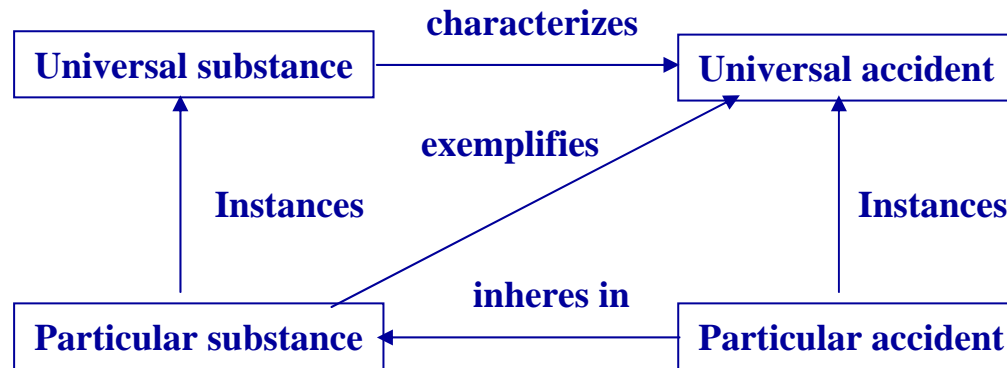 characterizes
Universal substance
Universal accident
exemplifies
Instances
Instances
inheres in
Particular substance
Particular accident